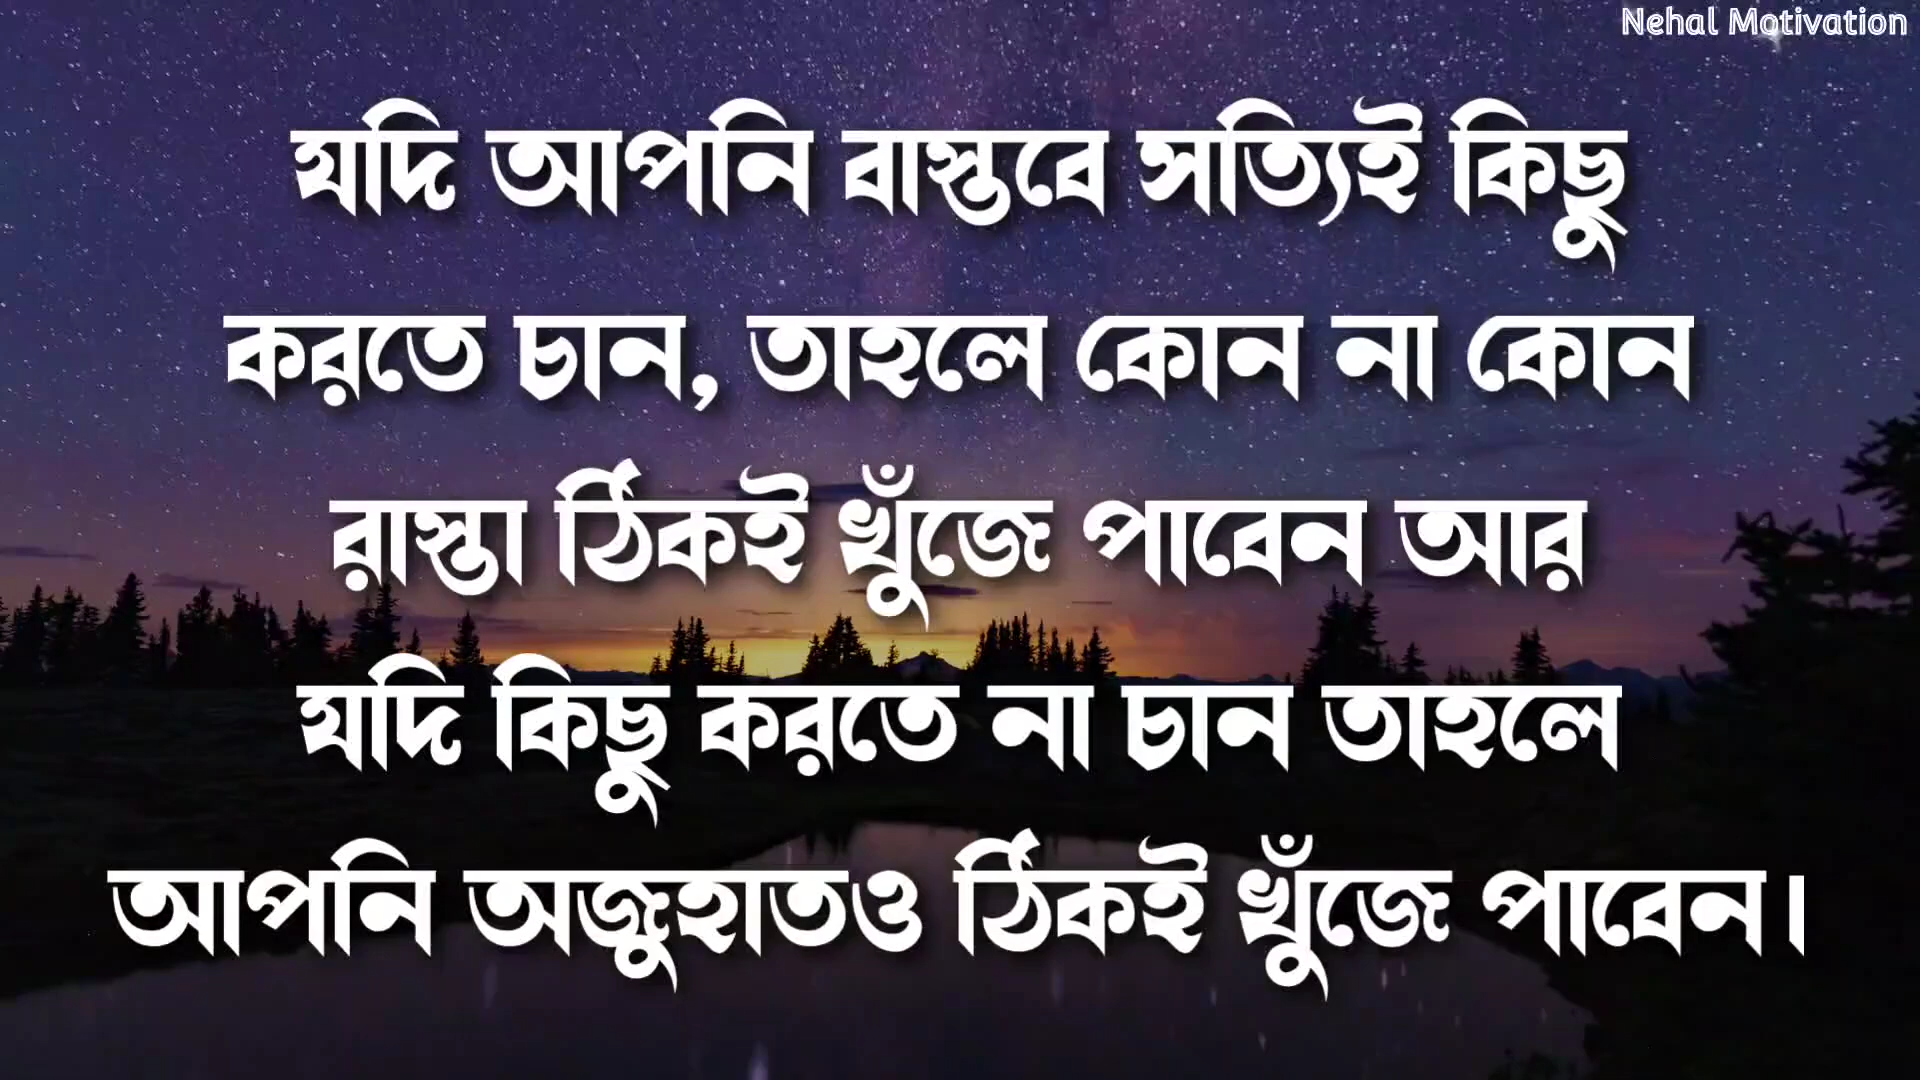 Nehal Motivation
যদি আপনি বাস্তবে সত্যিই কিছু
করতে চান, তাহলে কোন না কোন
রাস্তা ঠিকই খুঁজে পাবেন আর
যদি কিছু করতে না চান তাহলে
আপনি অজুহাতও ঠিকই খুঁজে পাবেন।